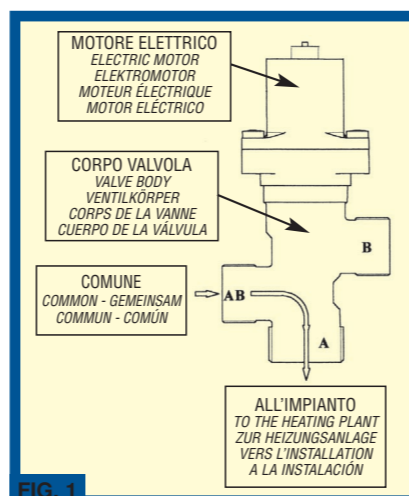 MOTORE ELETTRICO
ELECTRIC MOTOR
ELEKTROMOTOR
MOTEUR ÉLECTRIQUE
MOTOR ELÉCTRICO
CORPO VALVOLA
VALVE BODY
VENTILKÖRPER
CORPS DE LA VANNE
CUERPO DE LA VÁLVULA
B
COMUNE
COMMON - GEMEINSAM
COMMUN - COMÚN
AB
A
ALL'IMPIANTO
TO THE HEATING PLANT
ZUR HEIZUNGSANLAGE
VERS L'INSTALLATION
A LA INSTALACIÓN
FIG. 1